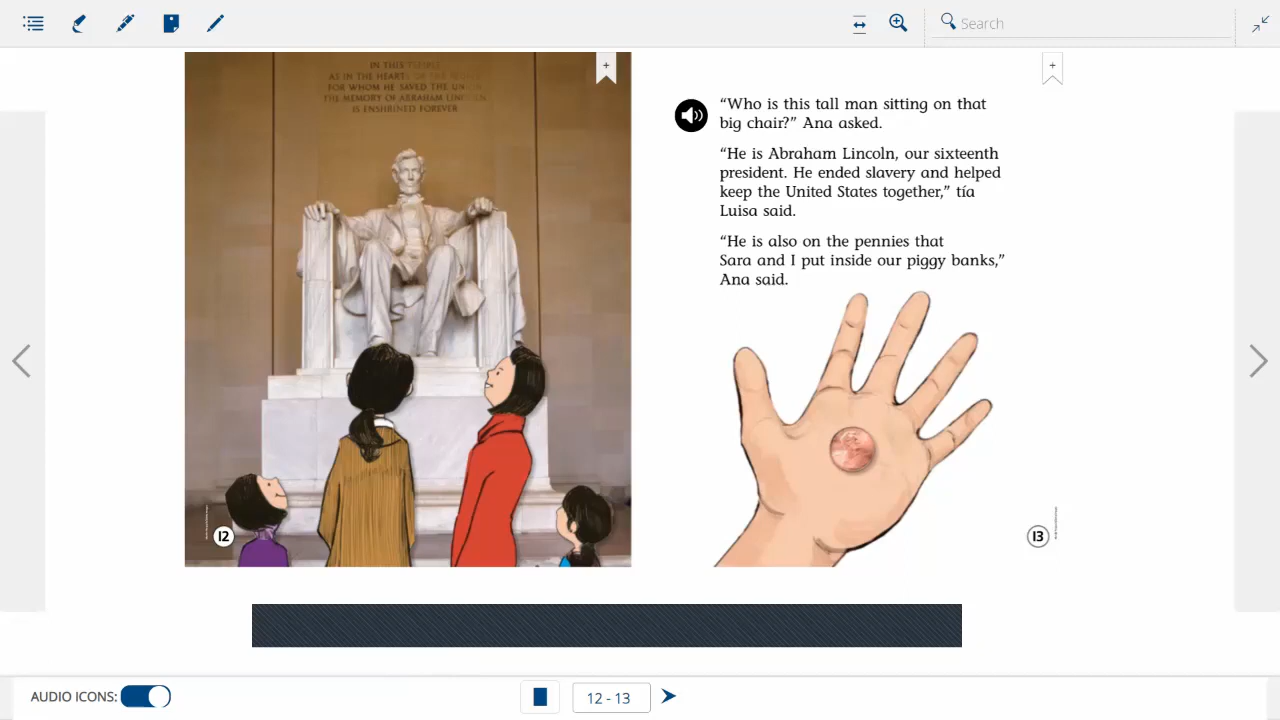 Search
IN THIS TEMPLE
AS IN THE HEARTS OF THE PEOPLE
FOR WHOM HE SAVED THE UNION
THE MEMORY OF ABRAHAM LINCOLN
IS ENSHRINED FOREVER
12
“Who is this tall man sitting on that
big chair?” Ana asked.
“He is Abraham Lincoln, our sixteenth
president. He ended slavery and helped
keep the United States together,” tía
Luisa said.
“He is also on the pennies that
Sara and I put inside our piggy banks,”
Ana said.
13
AUDIO ICONS:
12 - 13